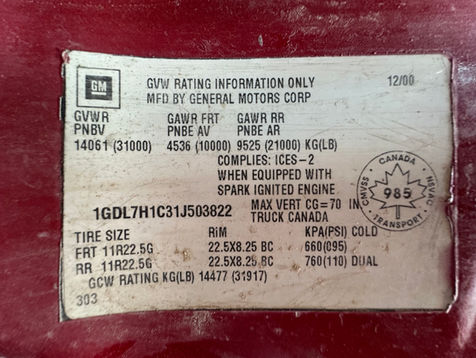 GM
GVW RATING INFORMATION ONLY 12/00
MFD BY GENERAL MOTORS CORP
GVWR GAWR FRT GAWR RR
PNBV PNBE AV PNBE AR
14061 (31000) 4536 (10000) 9525 (21000) KG(LB)
COMPLIES: ICES-2
WHEN EQUIPPED WITH
SPARK IGNITED ENGINE
1GDL7H1C31J503822 MAX VERT CG=70 IN
TRUCK CANADA
CANADA
CMVSS 985 NSVAC
TRANSPORT
TIRE SIZE RIM KPA(PSI) COLD
FRT 11R22.5G 22.5X8.25 BC 660(095)
RR 11R22.5G 22.5X8.25 BC 760(110) DUAL
GCW RATING KG(LB) 14477 (31917)
303